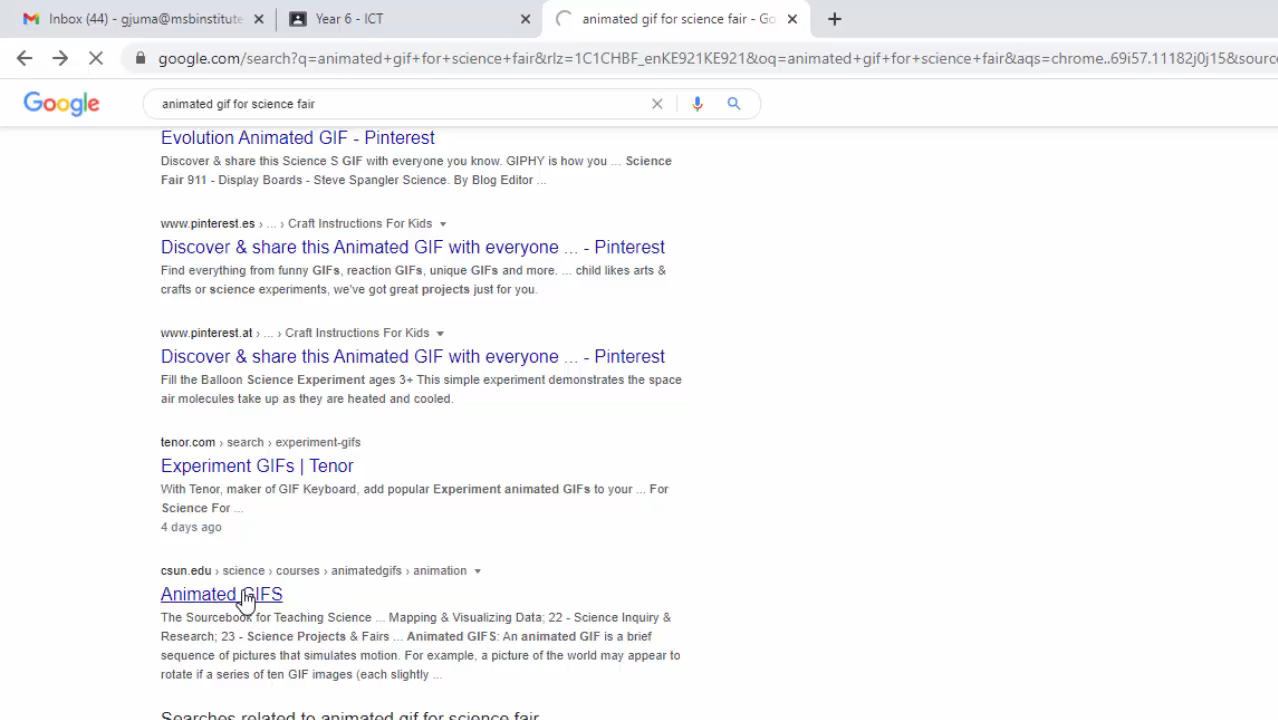 Inbox (44) - gjuma@msbinstitute
Year 6 - ICT
animated gif for science fair - Go
google.com/search?q=animated+gif+for+science+fair&rlz=1C1CHBF_enKE921KE921&oq=animated+gif+for+science+fair&aqs=chrome..69i57.11182j0j15&source
Google
animated gif for science fair
Evolution Animated GIF - Pinterest
Discover & share this Science S GIF with everyone you know. GIPHY is how you ... Science
Fair 911 - Display Boards - Steve Spangler Science. By Blog Editor ...
www.pinterest.es › ... › Craft Instructions For Kids
Discover & share this Animated GIF with everyone ... - Pinterest
Find everything from funny GIFs, reaction GIFs, unique GIFs and more. ... child likes arts &
crafts or science experiments, we've got great projects just for you.
www.pinterest.at › ... › Craft Instructions For Kids
Discover & share this Animated GIF with everyone ... - Pinterest
Fill the Balloon Science Experiment ages 3+ This simple experiment demonstrates the space
air molecules take up as they are heated and cooled.
tenor.com › search › experiment-gifs
Experiment GIFs | Tenor
With Tenor, maker of GIF Keyboard, add popular Experiment animated GIFs to your ... For
Science For ...
4 days ago
csun.edu › science › courses › animatedgifs › animation
Animated GIFS
The Sourcebook for Teaching Science ... Mapping & Visualizing Data; 22 - Science Inquiry &
Research; 23 - Science Projects & Fairs ... Animated GIFS: An animated GIF is a brief
sequence of pictures that simulates motion. For example, a picture of the world may appear to
rotate if a series of ten GIF images (each slightly ...
Searches related to animated gif for science fair